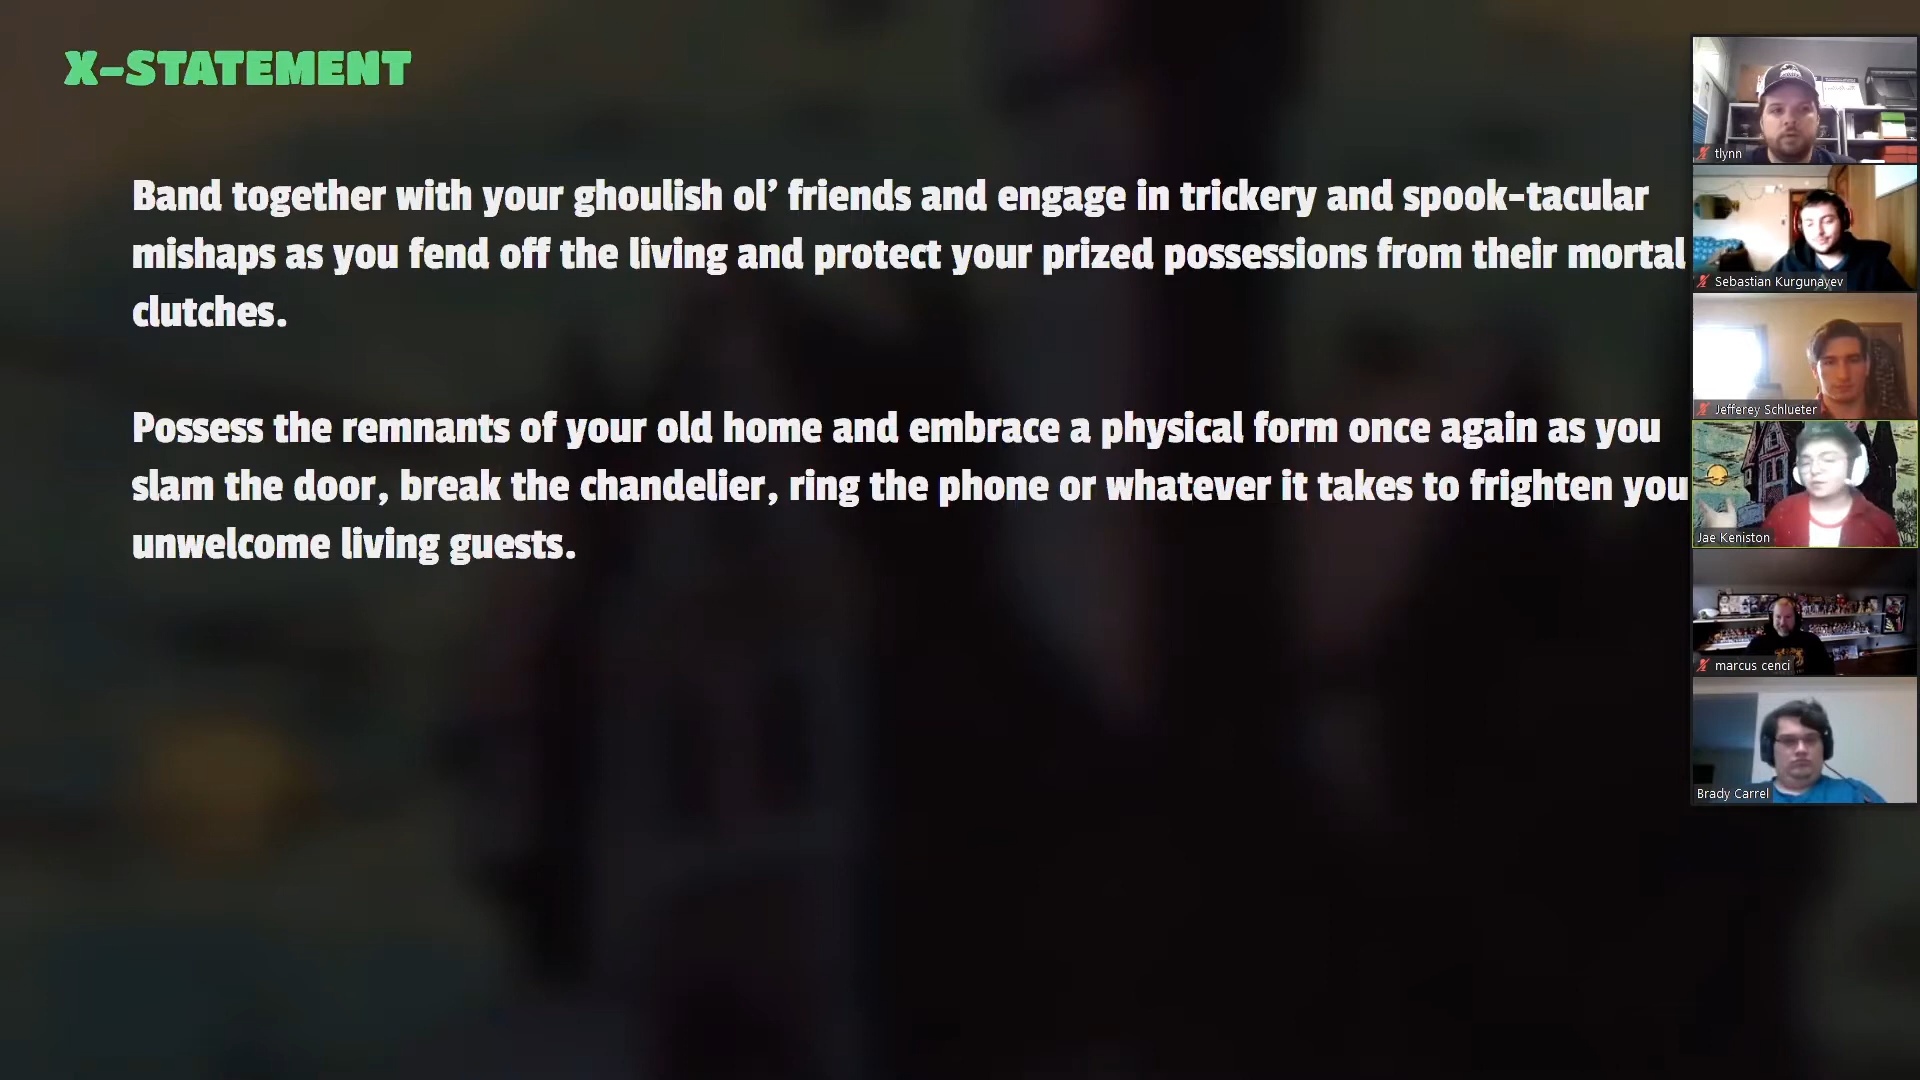 X-STATEMENT
Band together with your ghoulish ol’ friends and engage in trickery and spook-tacular
mishaps as you fend off the living and protect your prized possessions from their mortal
clutches.
Possess the remnants of your old home and embrace a physical form once again as you
slam the door, break the chandelier, ring the phone or whatever it takes to frighten you
unwelcome living guests.
tlynn
Sebastian Kurgunayev
Jefferey Schlueter
Jae Keniston
marcus cenci
Brady Carrel